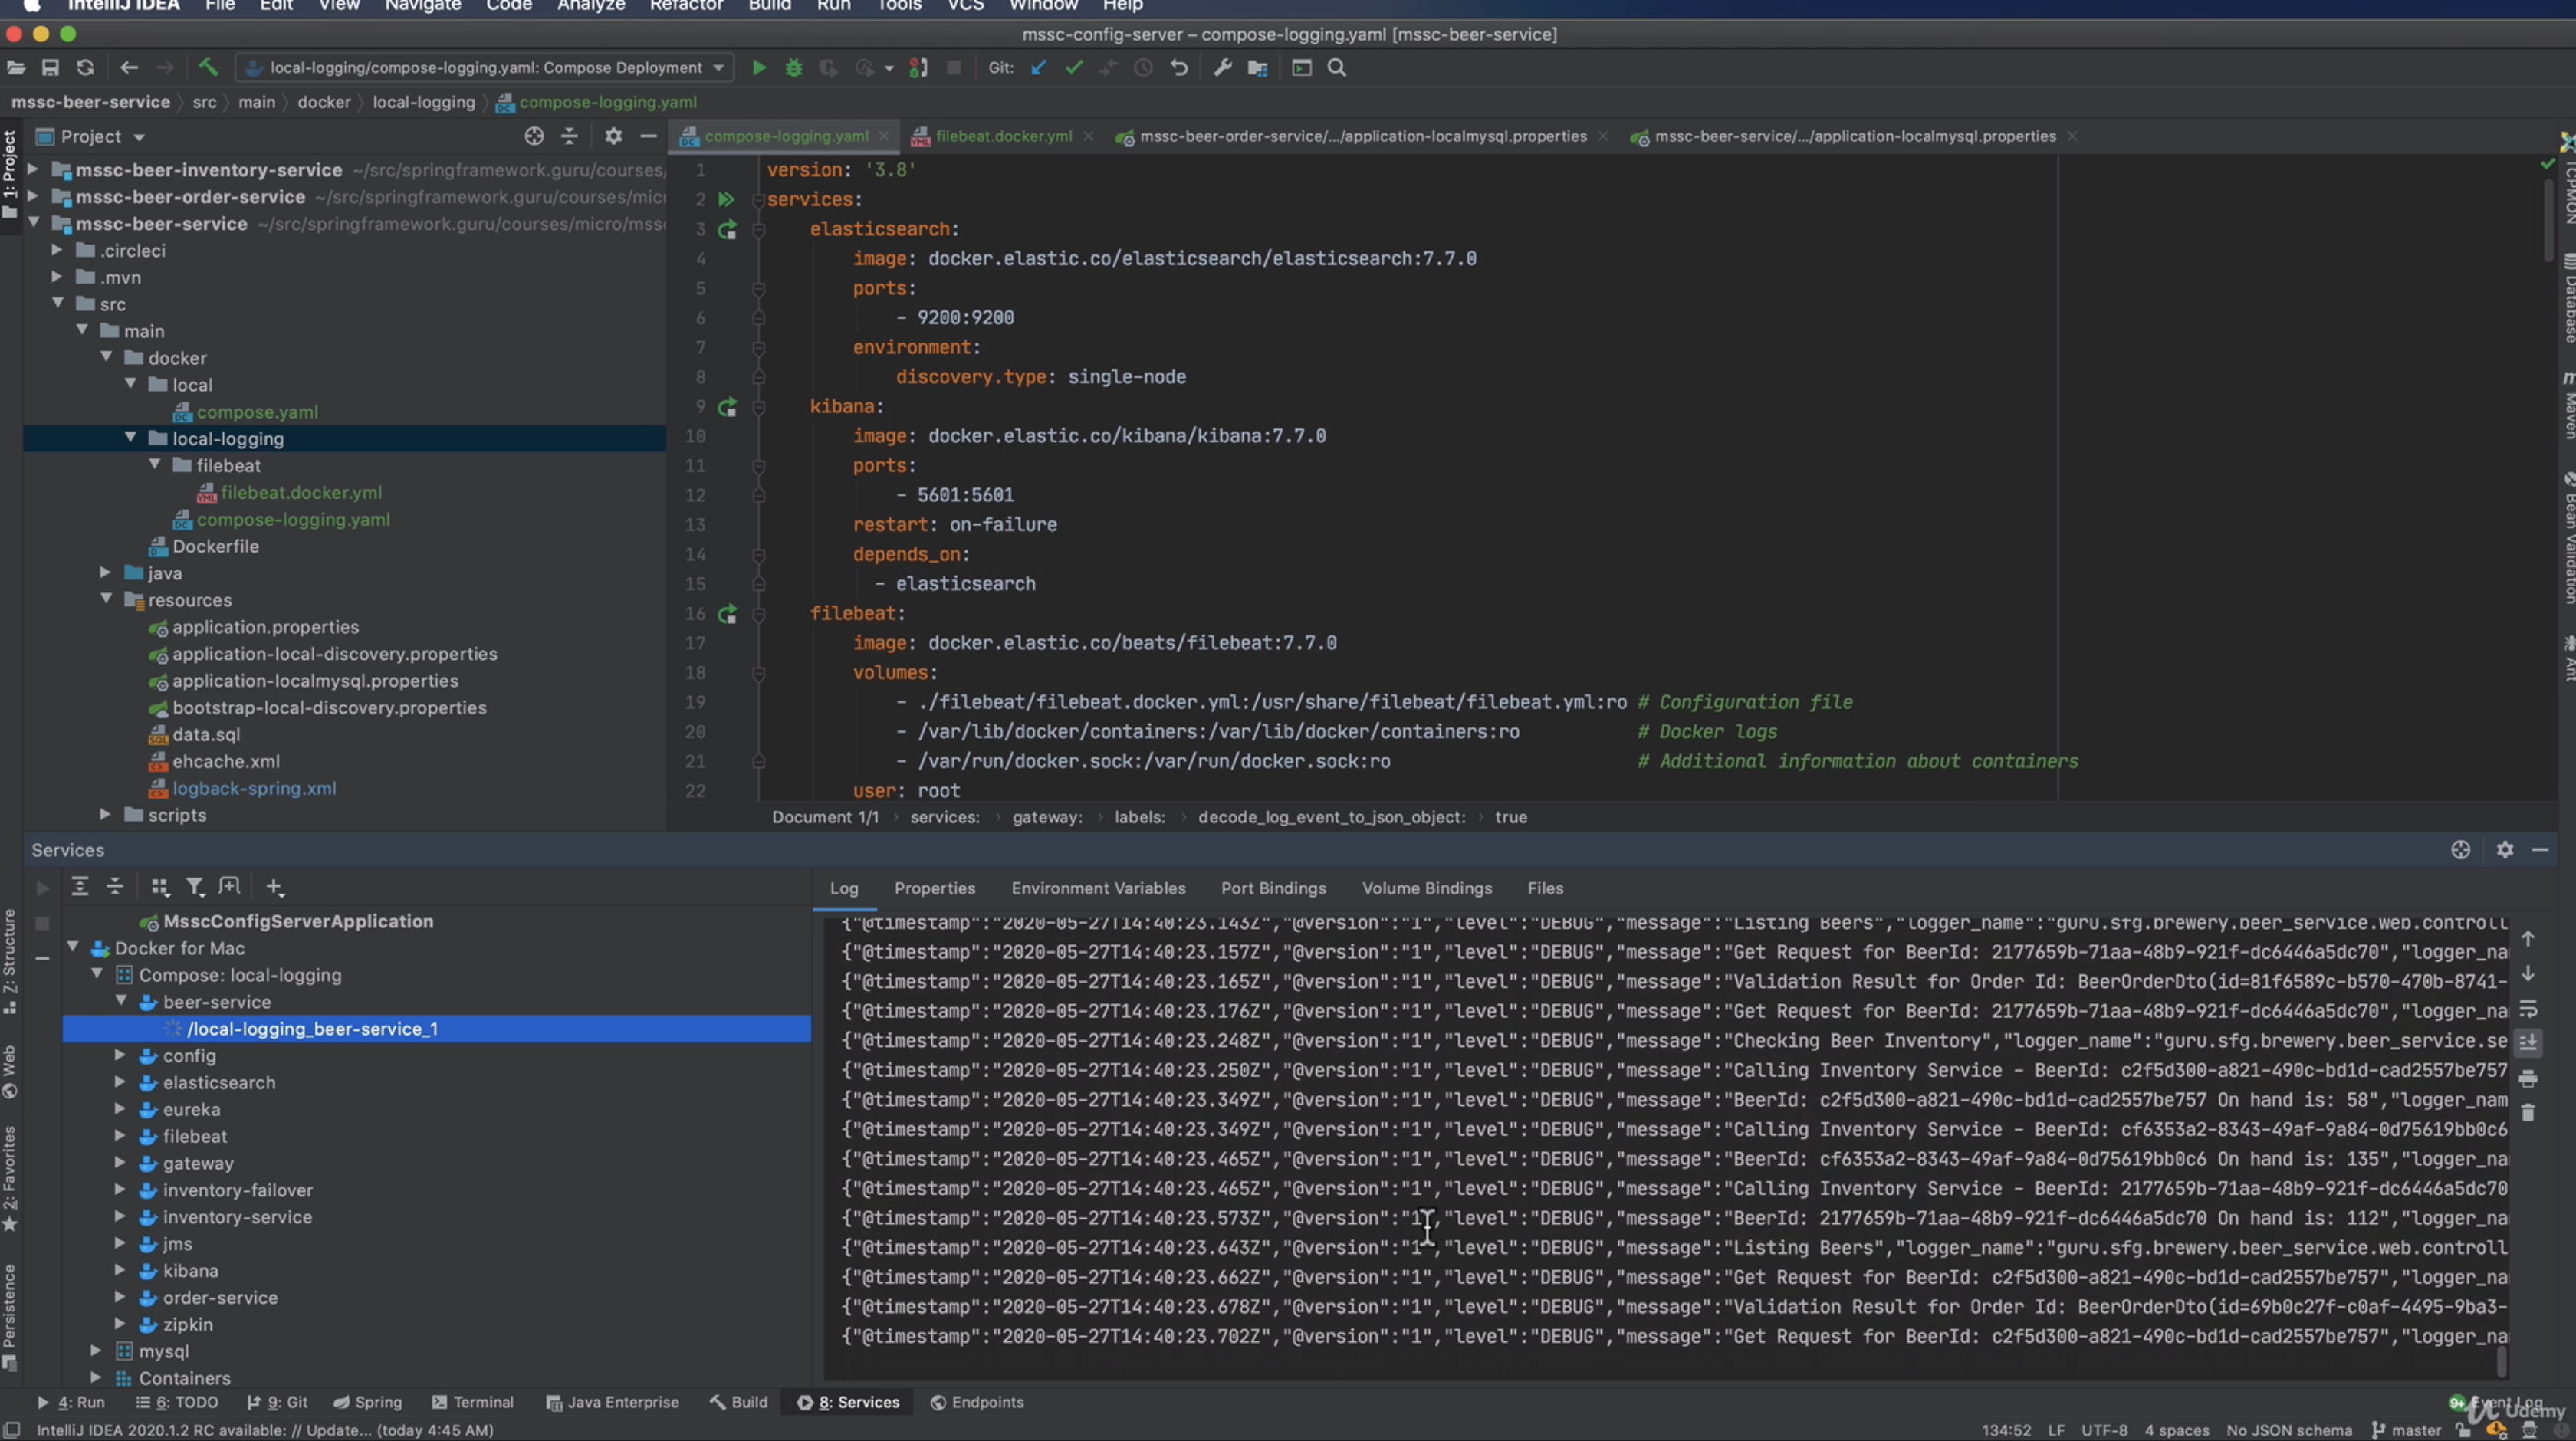 IntelliJ IDEA File Edit View Navigate Code Analyze Refactor Build Run Tools VCS Window Help
mssc-config-server – compose-logging.yaml [mssc-beer-service]
local-logging/compose-logging.yaml: Compose Deployment Git:
mssc-beer-service src main docker local-logging compose-logging.yaml
Project
compose-logging.yaml filebeat.docker.yml mssc-beer-order-service/.../application-localmysql.properties mssc-beer-service/.../application-localmysql.properties
1: Project
mssc-beer-inventory-service ~/src/springframework.guru/courses/
mssc-beer-order-service ~/src/springframework.guru/courses/micr
mssc-beer-service ~/src/springframework.guru/courses/micro/mssc
.circleci
.mvn
src
main
docker
local
compose.yaml
local-logging
filebeat
filebeat.docker.yml
compose-logging.yaml
Dockerfile
java
resources
application.properties
application-local-discovery.properties
application-localmysql.properties
bootstrap-local-discovery.properties
data.sql
ehcache.xml
logback-spring.xml
scripts
1 version: '3.8'
2 services:
3 elasticsearch:
4 image: docker.elastic.co/elasticsearch/elasticsearch:7.7.0
5 ports:
6 - 9200:9200
7 environment:
8 discovery.type: single-node
9 kibana:
10 image: docker.elastic.co/kibana/kibana:7.7.0
11 ports:
12 - 5601:5601
13 restart: on-failure
14 depends_on:
15 - elasticsearch
16 filebeat:
17 image: docker.elastic.co/beats/filebeat:7.7.0
18 volumes:
19 - ./filebeat/filebeat.docker.yml:/usr/share/filebeat/filebeat.yml:ro # Configuration file
20 - /var/lib/docker/containers:/var/lib/docker/containers:ro # Docker logs
21 - /var/run/docker.sock:/var/run/docker.sock:ro # Additional information about containers
22 user: root
Document 1/1 services: gateway: labels: decode_log_event_to_json_object: true
TCPMON
Database
Maven
Bean Validation
Ant
Services
Log Properties Environment Variables Port Bindings Volume Bindings Files
MsscConfigServerApplication
Docker for Mac
Compose: local-logging
beer-service
/local-logging_beer-service_1
config
elasticsearch
eureka
filebeat
gateway
inventory-failover
inventory-service
jms
kibana
order-service
zipkin
mysql
Containers
{"@timestamp":"2020-05-27T14:40:23.143Z","@version":"1","level":"DEBUG","message":"Listing Beers","logger_name":"guru.sfg.brewery.beer_service.web.controll
{"@timestamp":"2020-05-27T14:40:23.157Z","@version":"1","level":"DEBUG","message":"Get Request for BeerId: 2177659b-71aa-48b9-921f-dc6446a5dc70","logger_na
{"@timestamp":"2020-05-27T14:40:23.165Z","@version":"1","level":"DEBUG","message":"Validation Result for Order Id: BeerOrderDto(id=81f6589c-b570-470b-8741-
{"@timestamp":"2020-05-27T14:40:23.176Z","@version":"1","level":"DEBUG","message":"Get Request for BeerId: 2177659b-71aa-48b9-921f-dc6446a5dc70","logger_na
{"@timestamp":"2020-05-27T14:40:23.248Z","@version":"1","level":"DEBUG","message":"Checking Beer Inventory","logger_name":"guru.sfg.brewery.beer_service.se
{"@timestamp":"2020-05-27T14:40:23.250Z","@version":"1","level":"DEBUG","message":"Calling Inventory Service - BeerId: c2f5d300-a821-490c-bd1d-cad2557be757
{"@timestamp":"2020-05-27T14:40:23.349Z","@version":"1","level":"DEBUG","message":"BeerId: c2f5d300-a821-490c-bd1d-cad2557be757 On hand is: 58","logger_nam
{"@timestamp":"2020-05-27T14:40:23.349Z","@version":"1","level":"DEBUG","message":"Calling Inventory Service - BeerId: cf6353a2-8343-49af-9a84-0d75619bb0c6
{"@timestamp":"2020-05-27T14:40:23.465Z","@version":"1","level":"DEBUG","message":"BeerId: cf6353a2-8343-49af-9a84-0d75619bb0c6 On hand is: 135","logger_na
{"@timestamp":"2020-05-27T14:40:23.465Z","@version":"1","level":"DEBUG","message":"Calling Inventory Service - BeerId: 2177659b-71aa-48b9-921f-dc6446a5dc70
{"@timestamp":"2020-05-27T14:40:23.573Z","@version":"1","level":"DEBUG","message":"BeerId: 2177659b-71aa-48b9-921f-dc6446a5dc70 On hand is: 112","logger_na
{"@timestamp":"2020-05-27T14:40:23.643Z","@version":"1","level":"DEBUG","message":"Listing Beers","logger_name":"guru.sfg.brewery.beer_service.web.controll
{"@timestamp":"2020-05-27T14:40:23.662Z","@version":"1","level":"DEBUG","message":"Get Request for BeerId: c2f5d300-a821-490c-bd1d-cad2557be757","logger_na
{"@timestamp":"2020-05-27T14:40:23.678Z","@version":"1","level":"DEBUG","message":"Validation Result for Order Id: BeerOrderDto(id=69b0c27f-c0af-4495-9ba3-
{"@timestamp":"2020-05-27T14:40:23.702Z","@version":"1","level":"DEBUG","message":"Get Request for BeerId: c2f5d300-a821-490c-bd1d-cad2557be757","logger_na
Z: Structure
Web
2: Favorites
Persistence
4: Run 6: TODO 9: Git Spring Terminal Java Enterprise Build 8: Services Endpoints 9+ Event Log
Udemy
IntelliJ IDEA 2020.1.2 RC available: // Update... (today 4:45 AM) 134:52 LF UTF-8 4 spaces No JSON schema master